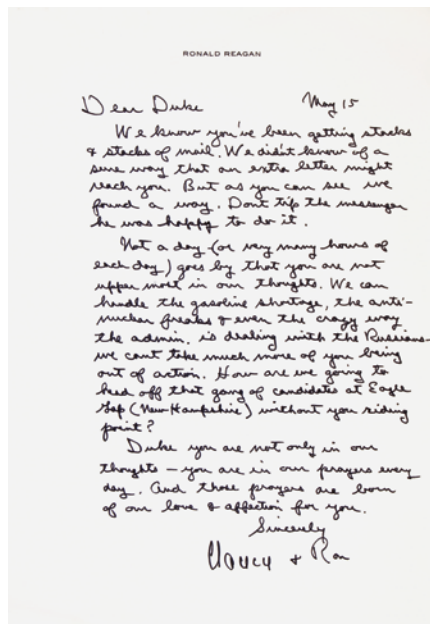 RONALD REAGAN
Dear Duke May 15
We know you've been getting stacks
& stacks of mail. We didn't know of a
sure way that an extra letter might
reach you. But as you can see we
found a way. Dont tip the messenger
he was happy to do it.
Not a day (or very many hours of
each day) goes by that you are not
upper most in our thoughts. We can
handle the gasoline shortage, the anti-
nuclear freaks & even the crazy way
the admin. is dealing with the Russians-
we cant take much more of you being
out of action. How are we going to
head off that gang of candidates at Eagle
Gap (New Hampshire) without you riding
point?
Duke you are not only in our
thoughts – you are in our prayers every
day. And those prayers are born
of our love & affection for you.
Sincerely
Nancy & Ron